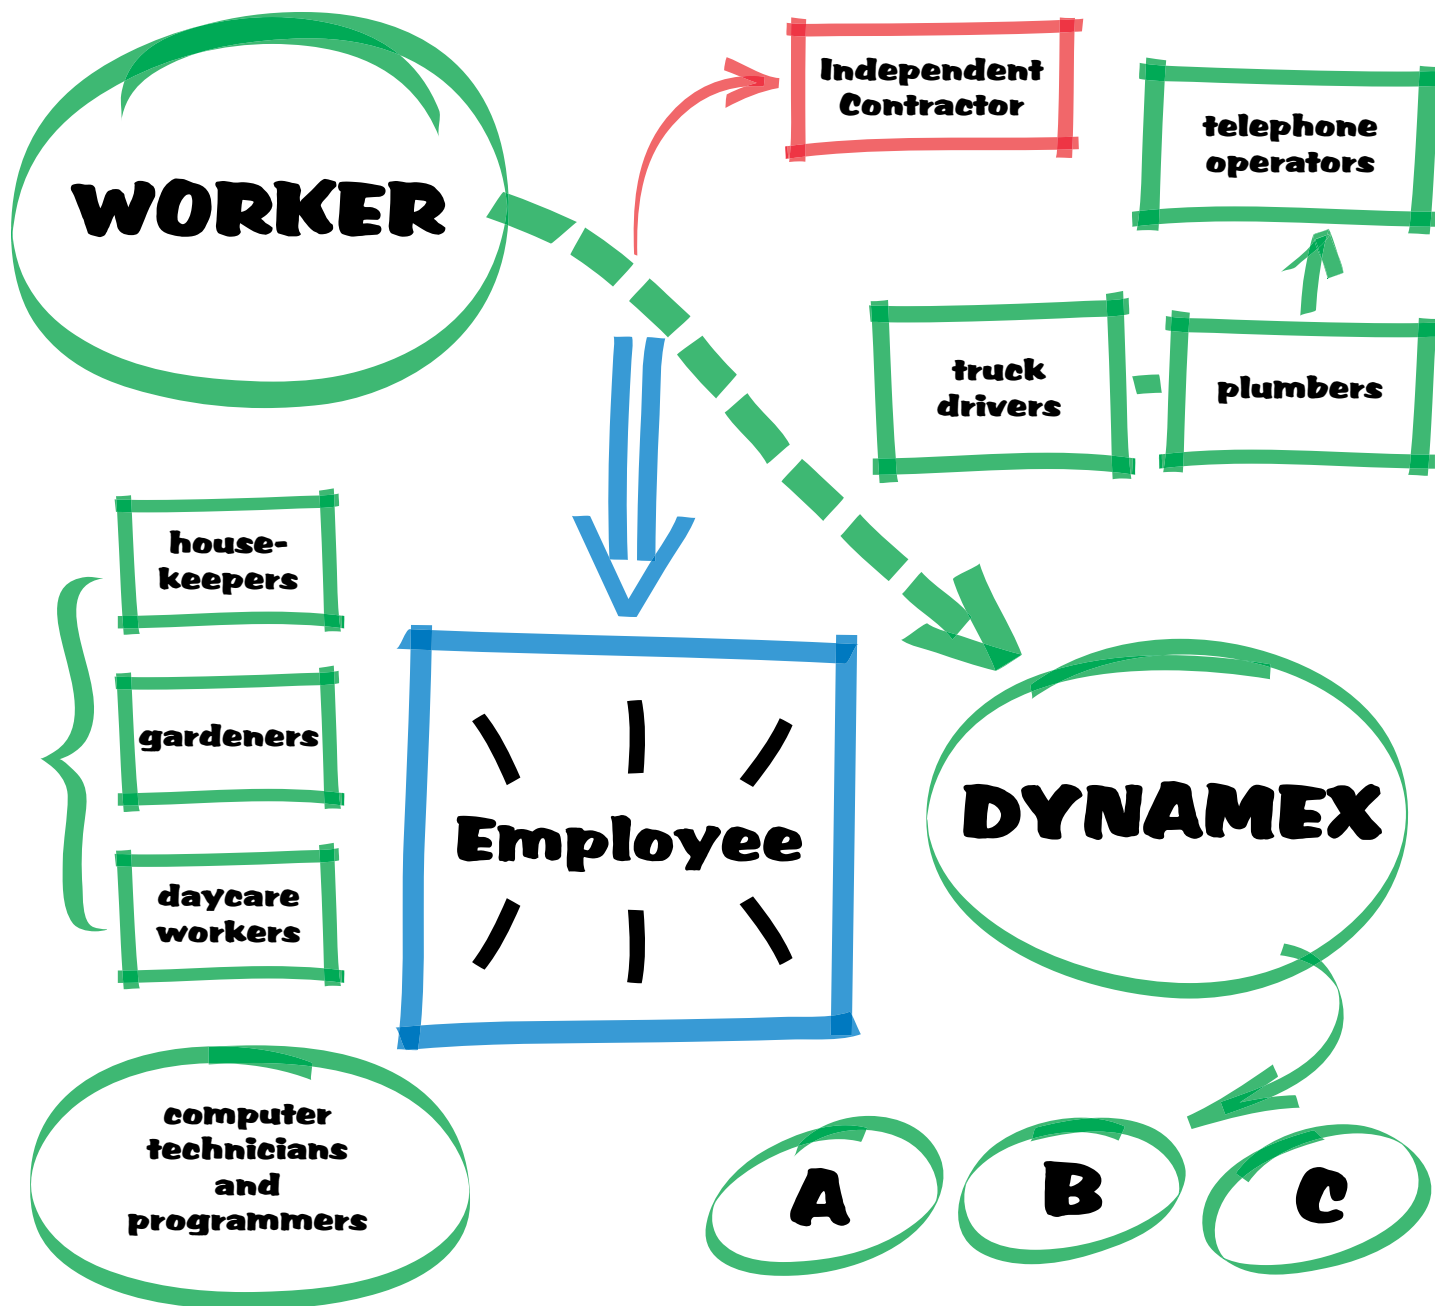 WORKER
Independent
Contractor
telephone
operators
truck
drivers
plumbers
house-
keepers
gardeners
daycare
workers
Employee
DYNAMEX
computer
technicians
and
programmers
A
B
C